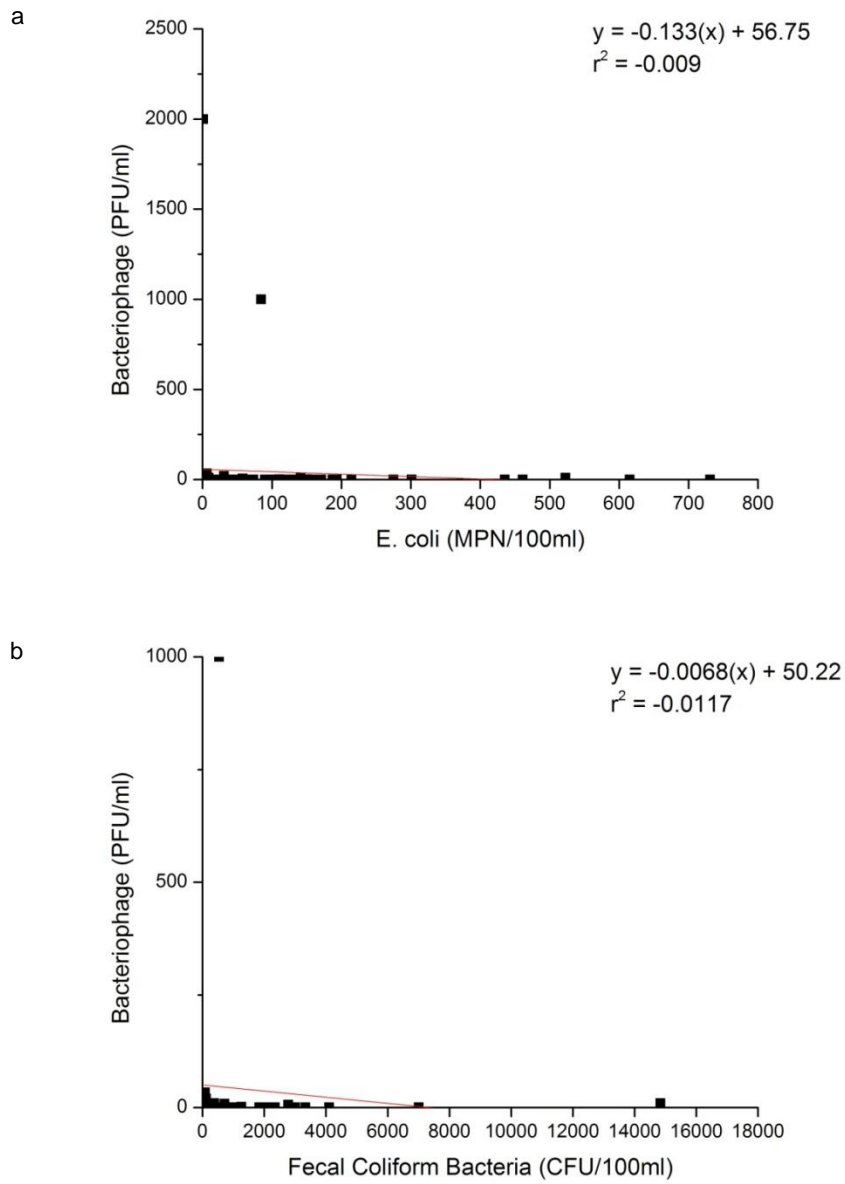 a
y = -0.133(x) + 56.75
r² = -0.009
2500
2000
1500
1000
500
0
Bacteriophage (PFU/ml)
0 100 200 300 400 500 600 700 800
E. coli (MPN/100ml)
b
y = -0.0068(x) + 50.22
r² = -0.0117
1000
500
0
Bacteriophage (PFU/ml)
0 2000 4000 6000 8000 10000 12000 14000 16000 18000
Fecal Coliform Bacteria (CFU/100ml)